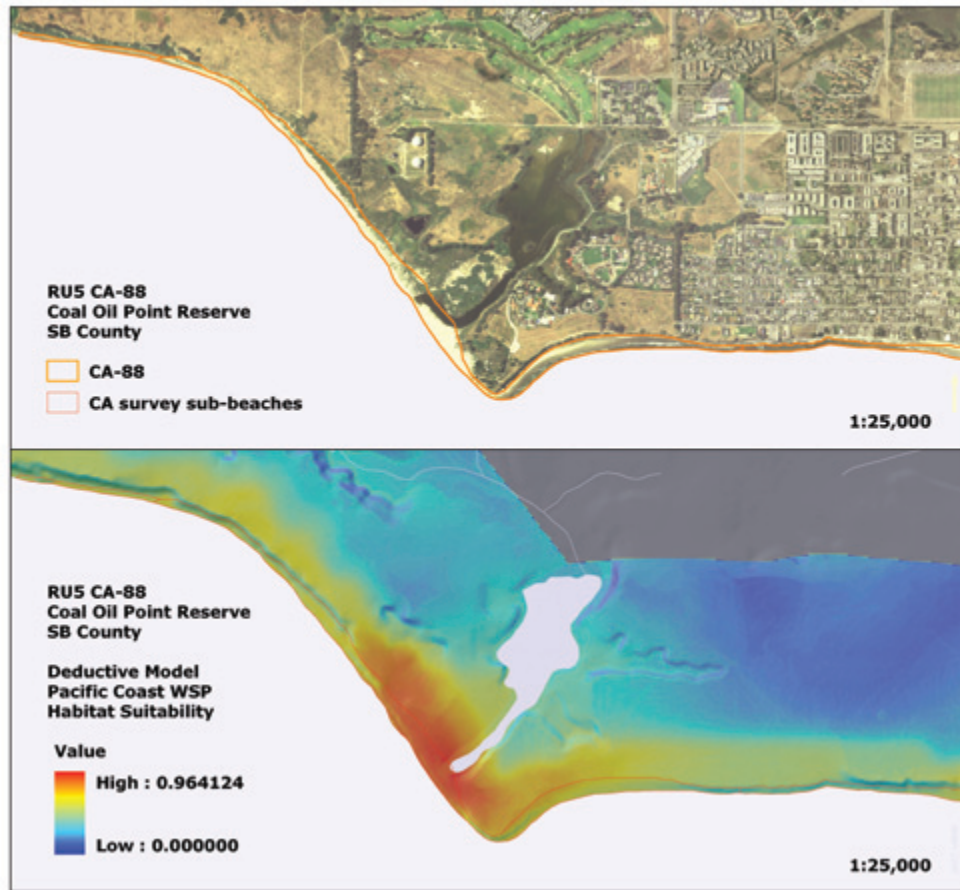 RU5 CA-88
Coal Oil Point Reserve
SB County
CA-88
CA survey sub-beaches
1:25,000
RU5 CA-88
Coal Oil Point Reserve
SB County
Deductive Model
Pacific Coast WSP
Habitat Suitability
Value
High : 0.964124
Low : 0.000000
1:25,000